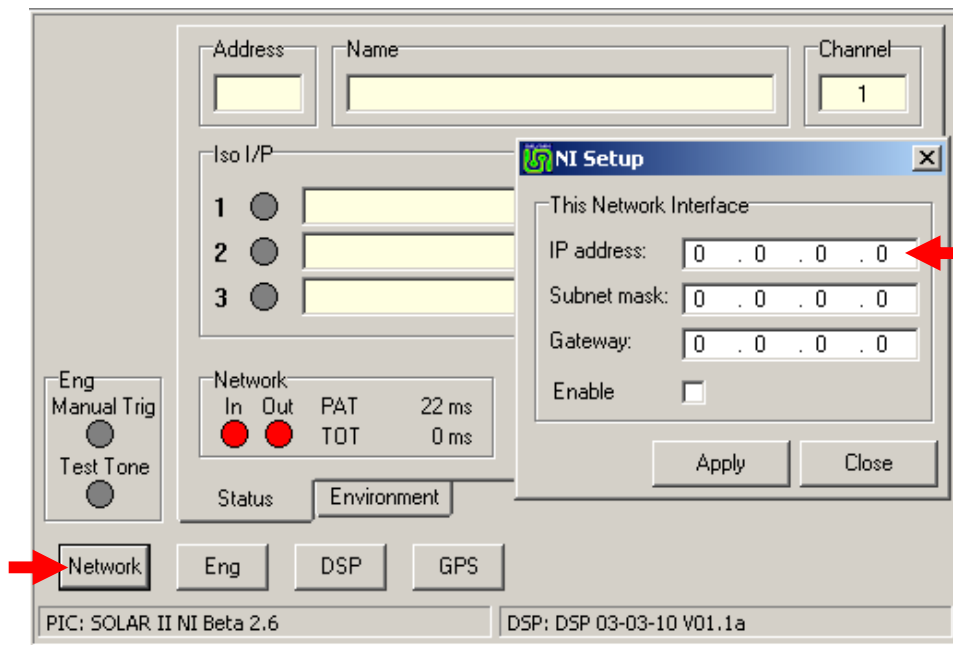 Address
Name
Channel
1
Iso I/P
1
2
3
NI Setup
This Network Interface
IP address: 0 . 0 . 0 . 0
Subnet mask: 0 . 0 . 0 . 0
Gateway: 0 . 0 . 0 . 0
Enable
Apply
Close
Eng
Manual Trig
Test Tone
Network
In Out PAT 22 ms
TOT 0 ms
Status
Environment
Network
Eng
DSP
GPS
PIC: SOLAR II NI Beta 2.6
DSP: DSP 03-03-10 V01.1a